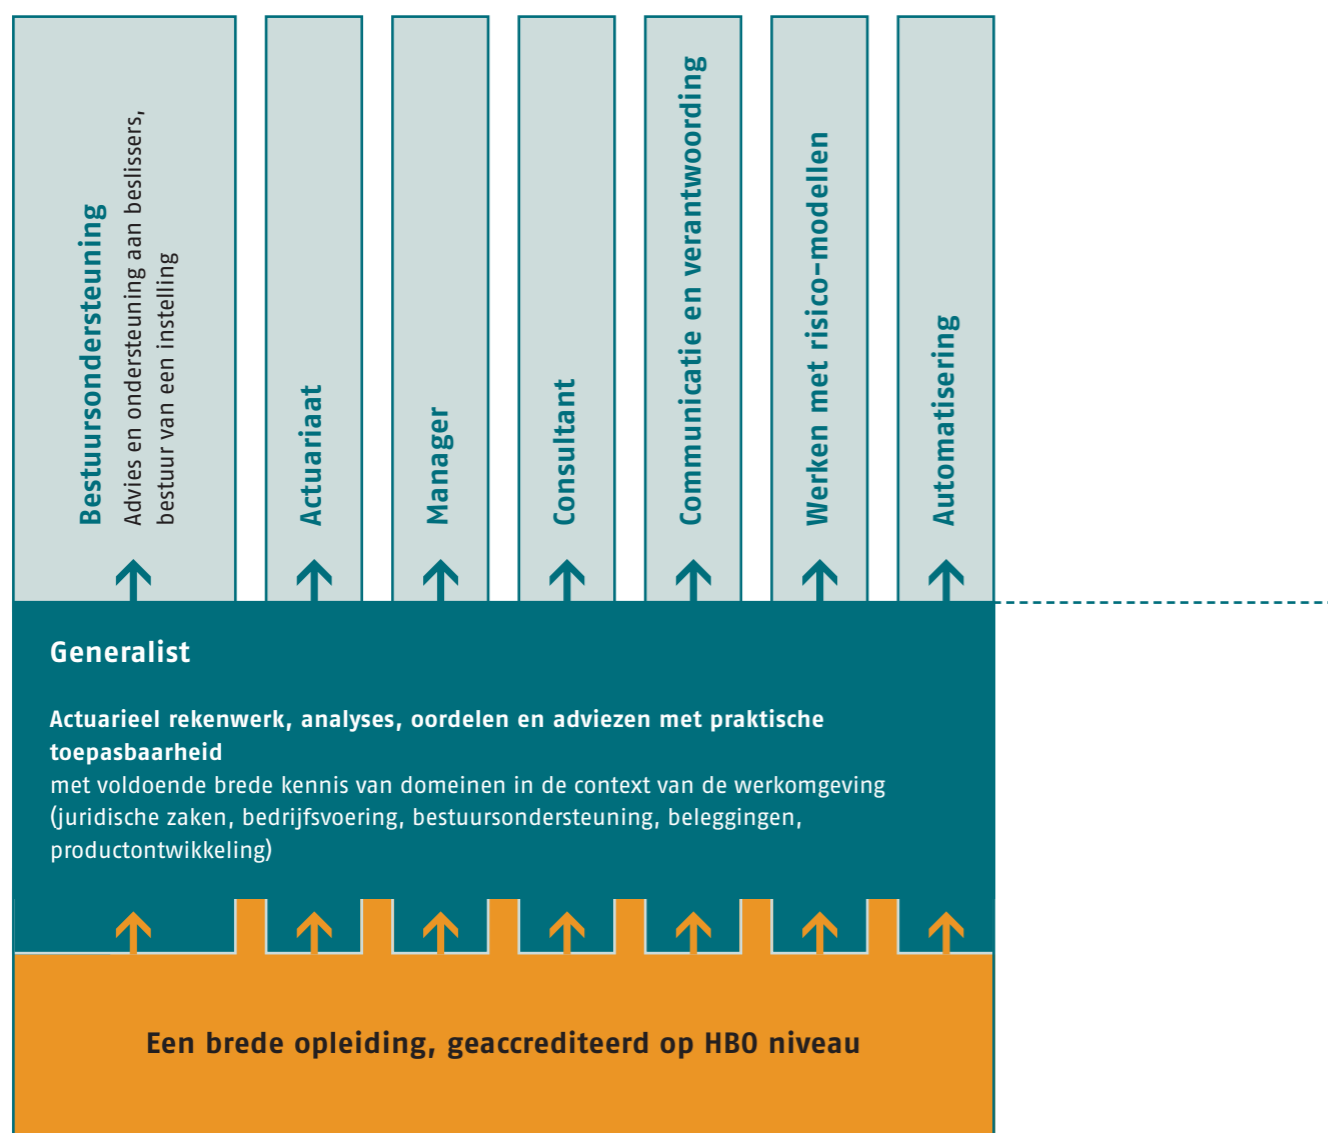 Bestuursondersteuning
Advies en ondersteuning aan beslissers,
bestuur van een instelling
Actuariaat
Manager
Consultant
Communicatie en verantwoording
Werken met risico-modellen
Automatisering
Generalist
Actuarieel rekenwerk, analyses, oordelen en adviezen met praktische
toepasbaarheid
met voldoende brede kennis van domeinen in de context van de werkomgeving
(juridische zaken, bedrijfsvoering, bestuursondersteuning, beleggingen,
productontwikkeling)
Een brede opleiding, geaccrediteerd op HBO niveau